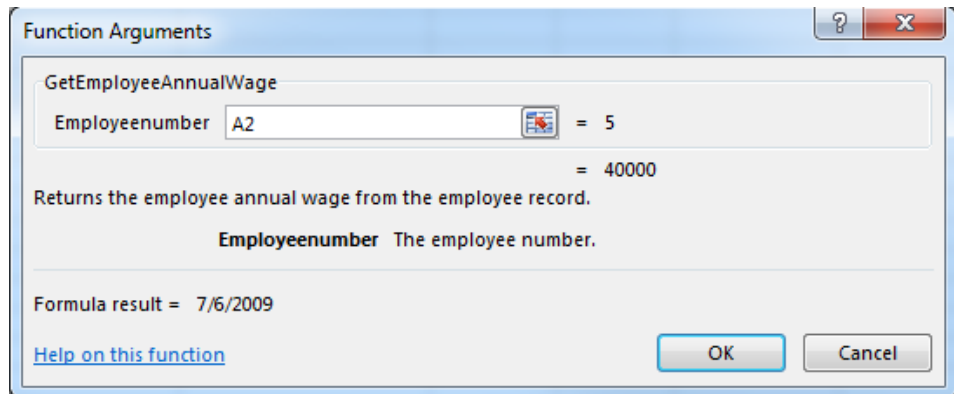 Function Arguments
GetEmployeeAnnualWage
Employeenumber A2 = 5
= 40000
Returns the employee annual wage from the employee record.
Employeenumber The employee number.
Formula result = 7/6/2009
Help on this function OK Cancel